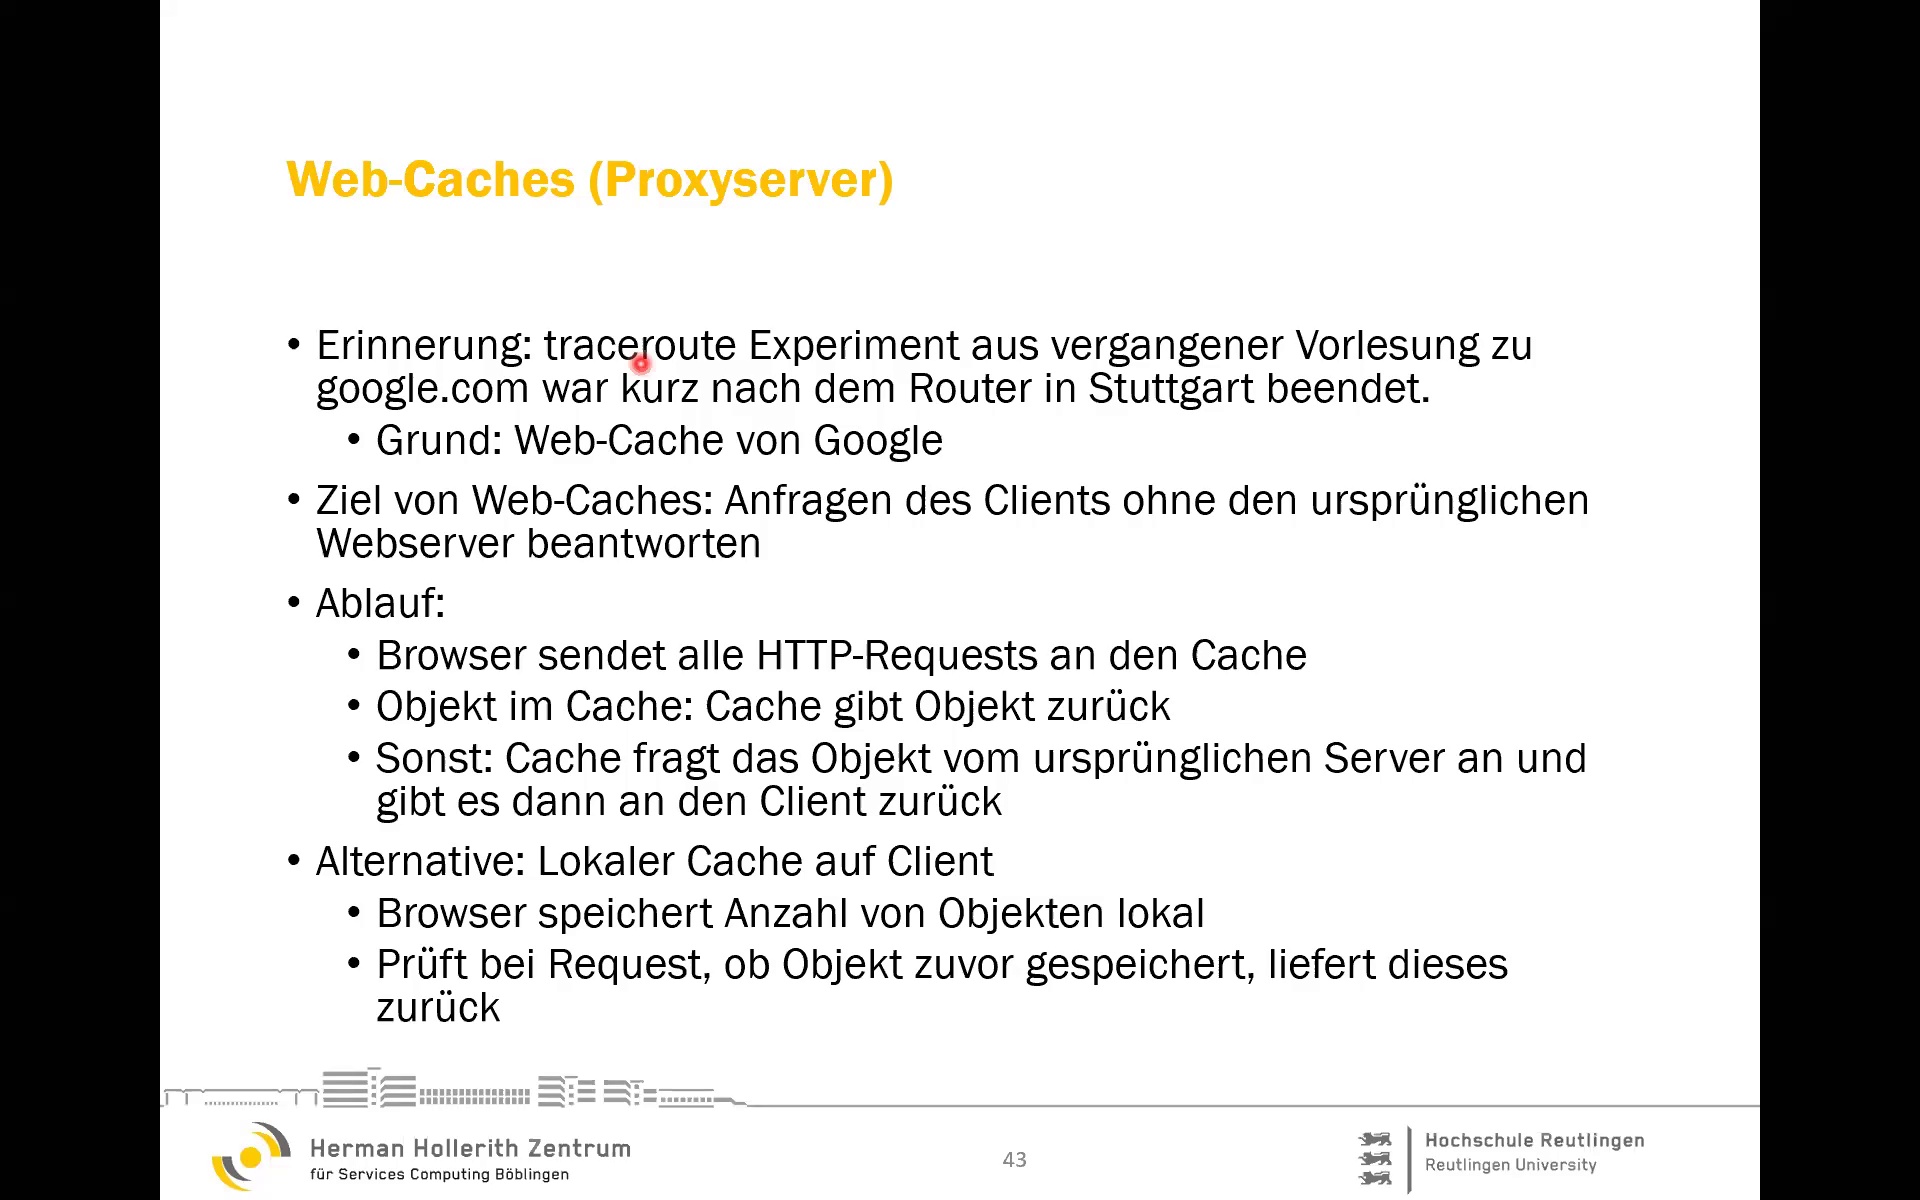 Web-Caches (Proxyserver)
• Erinnerung: traceroute Experiment aus vergangener Vorlesung zu
google.com war kurz nach dem Router in Stuttgart beendet.
• Grund: Web-Cache von Google
• Ziel von Web-Caches: Anfragen des Clients ohne den ursprünglichen
Webserver beantworten
• Ablauf:
• Browser sendet alle HTTP-Requests an den Cache
• Objekt im Cache: Cache gibt Objekt zurück
• Sonst: Cache fragt das Objekt vom ursprünglichen Server an und
gibt es dann an den Client zurück
• Alternative: Lokaler Cache auf Client
• Browser speichert Anzahl von Objekten lokal
• Prüft bei Request, ob Objekt zuvor gespeichert, liefert dieses
zurück
Herman Hollerith Zentrum
für Services Computing Böblingen
43
Hochschule Reutlingen
Reutlingen University